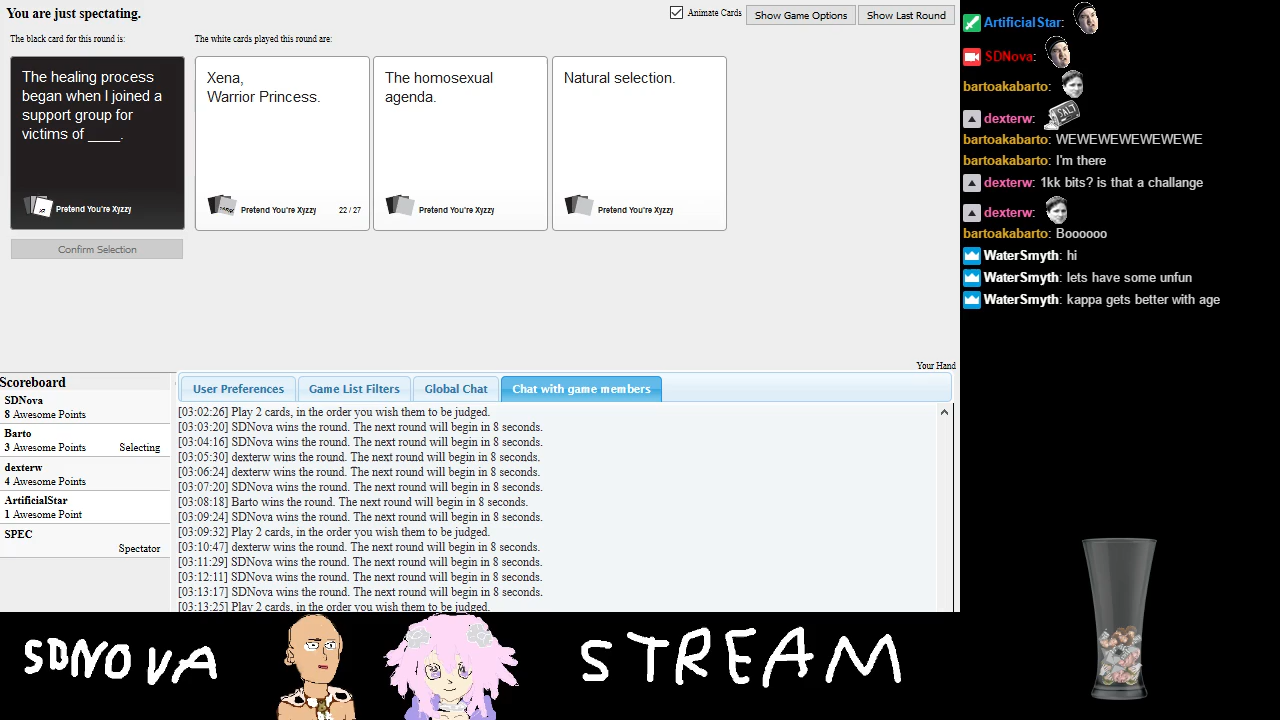 You are just spectating.
Animate Cards
Show Game Options
Show Last Round
The black card for this round is:
The white cards played this round are:
The healing process
began when I joined a
support group for
victims of ____.
Pretend You're Xyzzy
Xena,
Warrior Princess.
Pretend You're Xyzzy
22 / 27
The homosexual
agenda.
Pretend You're Xyzzy
Natural selection.
Pretend You're Xyzzy
Confirm Selection
Your Hand
Scoreboard
SDNova
8 Awesome Points
Barto
3 Awesome Points Selecting
dexterw
4 Awesome Points
ArtificialStar
1 Awesome Point
SPEC
Spectator
User Preferences
Game List Filters
Global Chat
Chat with game members
[03:02:26] Play 2 cards, in the order you wish them to be judged.
[03:03:20] SDNova wins the round. The next round will begin in 8 seconds.
[03:04:16] SDNova wins the round. The next round will begin in 8 seconds.
[03:05:30] dexterw wins the round. The next round will begin in 8 seconds.
[03:06:24] dexterw wins the round. The next round will begin in 8 seconds.
[03:07:20] SDNova wins the round. The next round will begin in 8 seconds.
[03:08:18] Barto wins the round. The next round will begin in 8 seconds.
[03:09:24] SDNova wins the round. The next round will begin in 8 seconds.
[03:09:32] Play 2 cards, in the order you wish them to be judged.
[03:10:47] dexterw wins the round. The next round will begin in 8 seconds.
[03:11:29] SDNova wins the round. The next round will begin in 8 seconds.
[03:12:11] SDNova wins the round. The next round will begin in 8 seconds.
[03:13:17] SDNova wins the round. The next round will begin in 8 seconds.
[03:13:25] Play 2 cards, in the order you wish them to be judged.
ArtificialStar:
SDNova:
bartoakabarto:
dexterw:
SALT
bartoakabarto: WEWEWEWEWEWEWE
bartoakabarto: I'm there
dexterw: 1kk bits? is that a challange
dexterw:
bartoakabarto: Boooooo
WaterSmyth: hi
WaterSmyth: lets have some unfun
WaterSmyth: kappa gets better with age
SDNOVA
STREAM